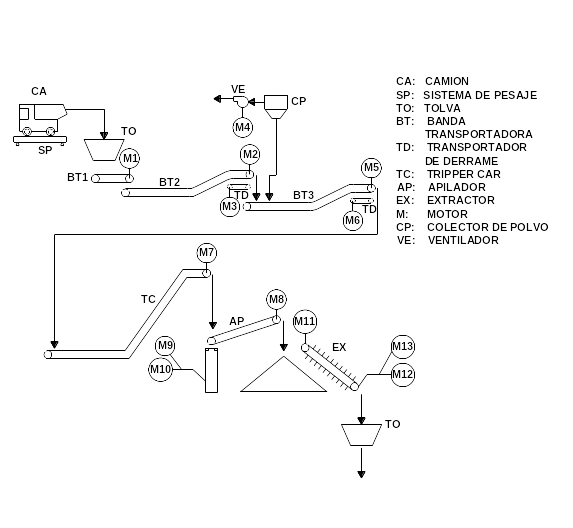 CA: CAMION
SP: SISTEMA DE PESAJE
TO: TOLVA
BT: BANDA
TRANSPORTADORA
TD: TRANSPORTADOR
DE DERRAME
TC: TRIPPER CAR
AP: APILADOR
EX: EXTRACTOR
M: MOTOR
CP: COLECTOR DE POLVO
VE: VENTILADOR
CA
SP
TO
M1
BT1
BT2
VE
M4
CP
M2
TD
M3
BT3
M5
TD
M6
M7
TC
AP
M8
M9
M10
M11
EX
M13
M12
TO